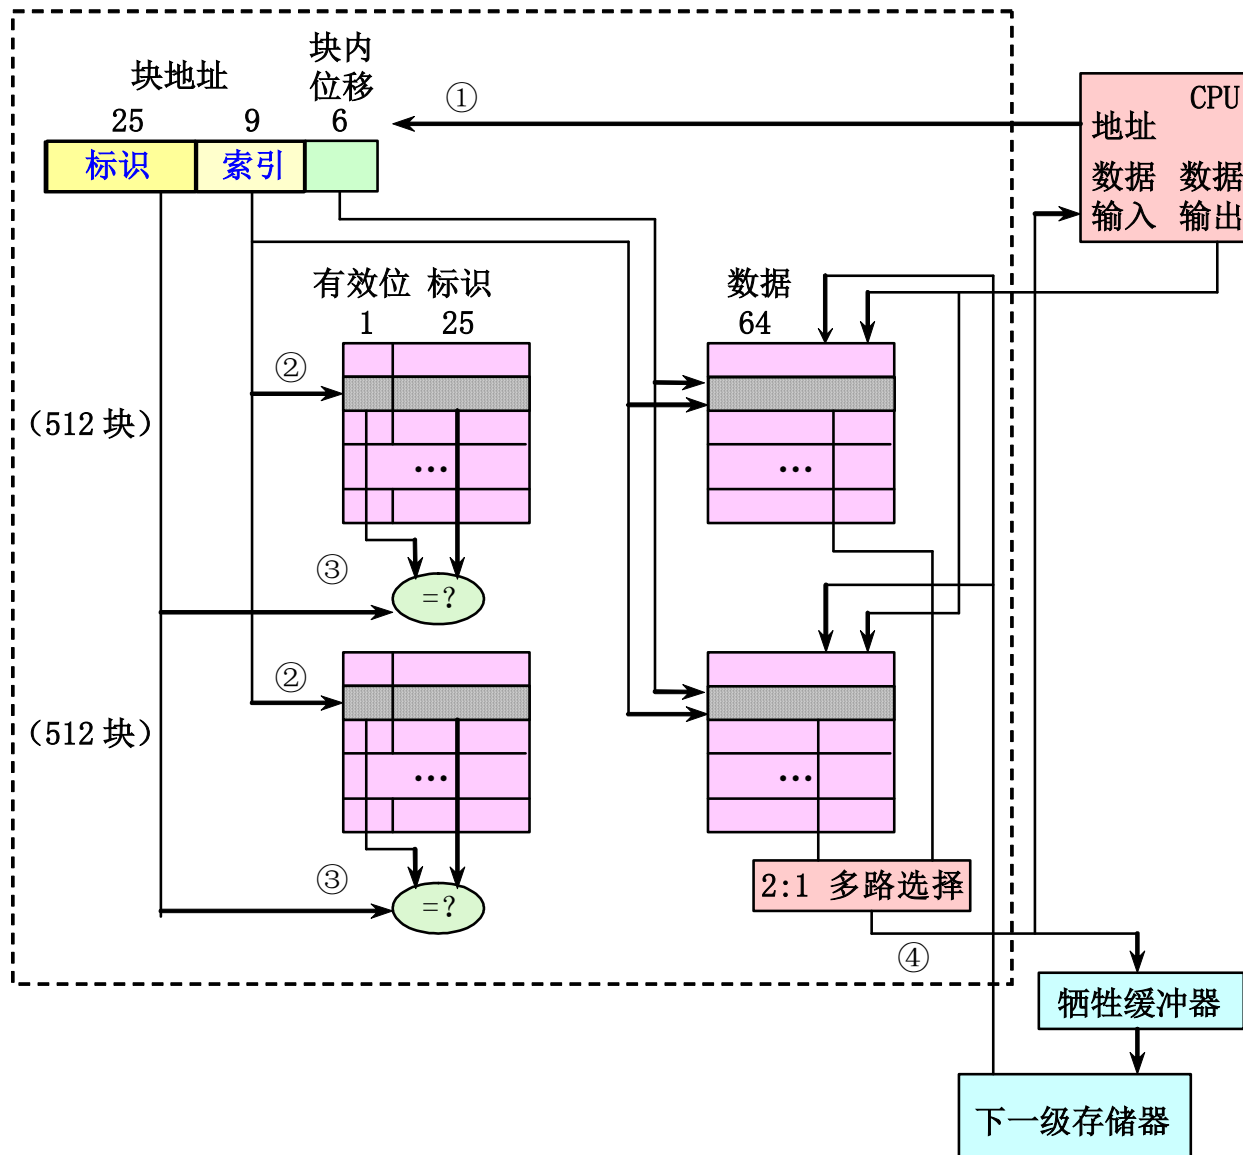 块地址
块内
位移
25
9
6
①
标识
索引
CPU
地址
数据 数据
输入 输出
有效位 标识
1
25
数据
64
②
(512 块)
...
...
③
=?
②
(512 块)
...
...
③
=?
2:1 多路选择
④
牺牲缓冲器
下一级存储器